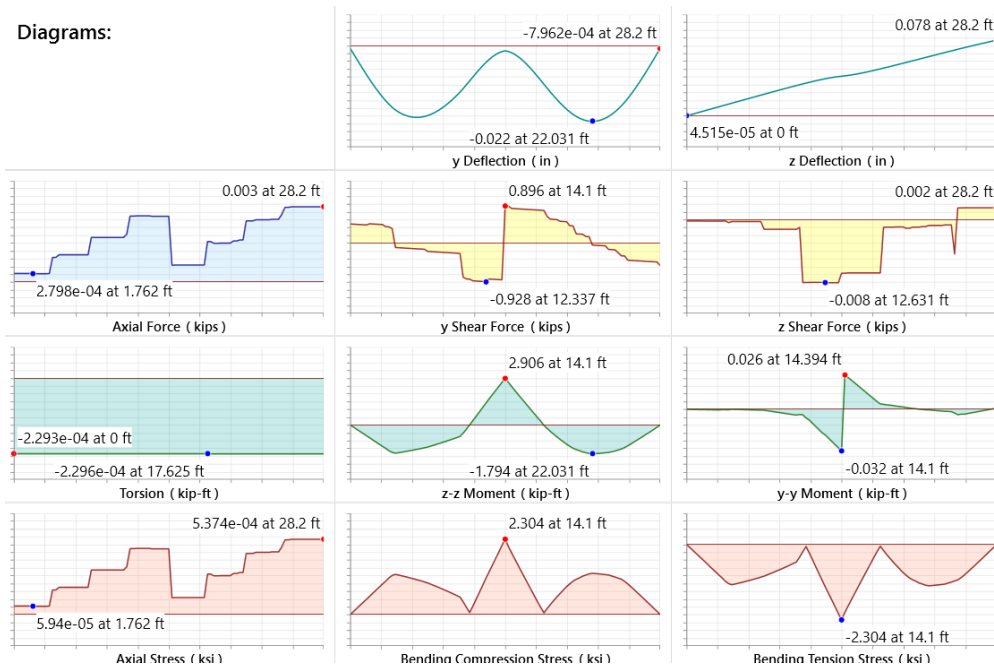 Diagrams:
-7.962e-04 at 28.2 ft
-0.022 at 22.031 ft
y Deflection ( in )
0.078 at 28.2 ft
4.515e-05 at 0 ft
z Deflection ( in )
0.003 at 28.2 ft
2.798e-04 at 1.762 ft
Axial Force ( kips )
0.896 at 14.1 ft
-0.928 at 12.337 ft
y Shear Force ( kips )
0.002 at 28.2 ft
-0.008 at 12.631 ft
z Shear Force ( kips )
-2.293e-04 at 0 ft
-2.296e-04 at 17.625 ft
Torsion ( kip-ft )
2.906 at 14.1 ft
-1.794 at 22.031 ft
z-z Moment ( kip-ft )
0.026 at 14.394 ft
-0.032 at 14.1 ft
y-y Moment ( kip-ft )
5.374e-04 at 28.2 ft
5.94e-05 at 1.762 ft
Axial Stress ( ksi )
2.304 at 14.1 ft
Bending Compression Stress ( ksi )
-2.304 at 14.1 ft
Bending Tension Stress ( ksi )